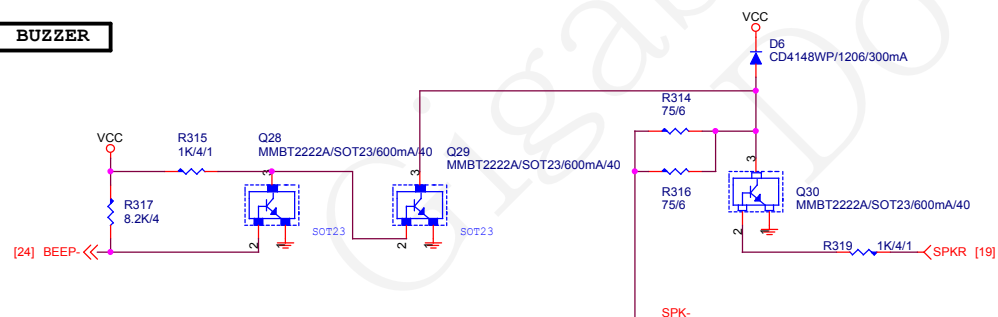 BUZZER
VCC
D6
CD4148WP/1206/300mA
R314
75/6
VCC
R315
1K/4/1
Q28
MMBT2222A/SOT23/600mA/40
Q29
MMBT2222A/SOT23/600mA/40
3
3
3
R317
8.2K/4
R316
75/6
Q30
MMBT2222A/SOT23/600mA/40
SOT23
SOT23
2
1
2
1
2
1
[24] BEEP-
R319
1K/4/1
SPKR [19]
SPK-
Gigab
Do